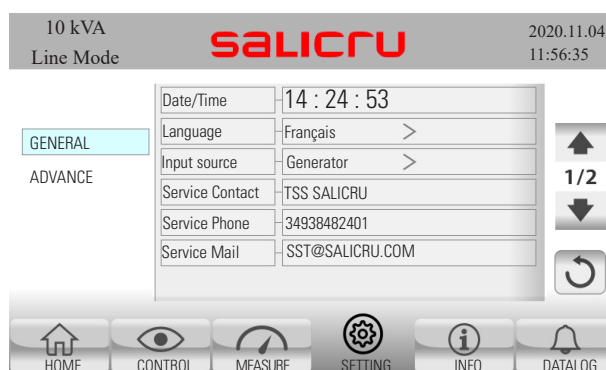 10 kVA
Line Mode
salicru
2020.11.04
11:56:35
GENERAL
ADVANCE
Date/Time 14 : 24 : 53
Language Français >
Input source Generator >
Service Contact TSS SALICRU
Service Phone 34938482401
Service Mail SST@SALICRU.COM
1/2
HOME CONTROL MEASURE SETTING INFO DATALOG